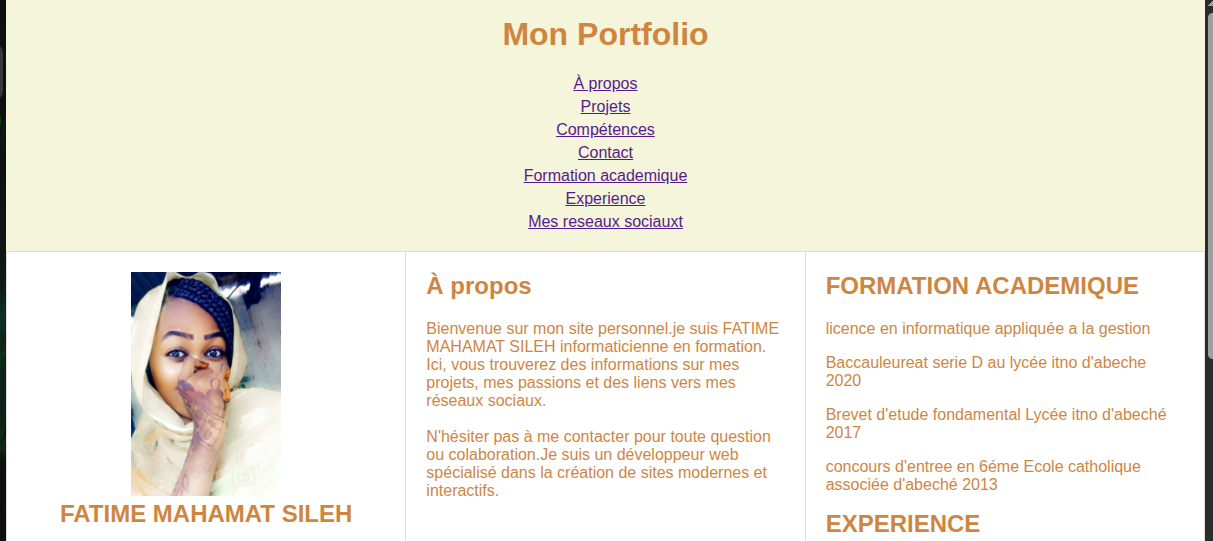 Mon Portfolio
À propos
Projets
Compétences
Contact
Formation academique
Experience
Mes reseaux sociauxt
FATIME MAHAMAT SILEH
À propos
Bienvenue sur mon site personnel.je suis FATIME
MAHAMAT SILEH informaticienne en formation.
Ici, vous trouverez des informations sur mes
projets, mes passions et des liens vers mes
réseaux sociaux.
N'hésiter pas à me contacter pour toute question
ou colaboration.Je suis un développeur web
spécialisé dans la création de sites modernes et
interactifs.
FORMATION ACADEMIQUE
licence en informatique appliquée a la gestion
Baccauleureat serie D au lycée itno d'abeche
2020
Brevet d'etude fondamental Lycée itno d'abeché
2017
concours d'entree en 6éme Ecole catholique
associée d'abeché 2013
EXPERIENCE